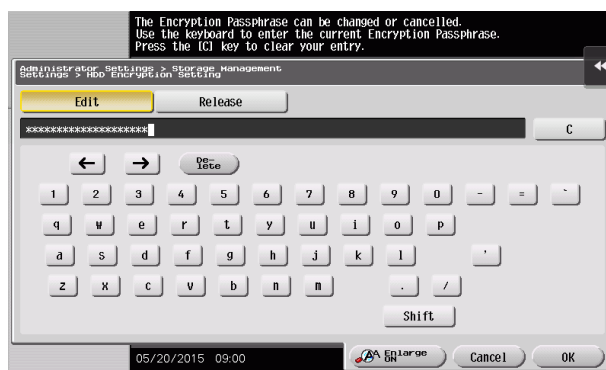 The Encryption Passphrase can be changed or cancelled.
Use the keyboard to enter the current Encryption Passphrase.
Press the [C] key to clear your entry.
Administrator Settings > Storage Management
Settings > HDD Encryption Setting
Edit Release
******************** C
← → De-
lete
1 2 3 4 5 6 7 8 9 0 - = `
q w e r t y u i o p
a s d f g h j k l '
z x c v b n m . /
Shift
05/20/2015 09:00 Enlarge ON Cancel OK